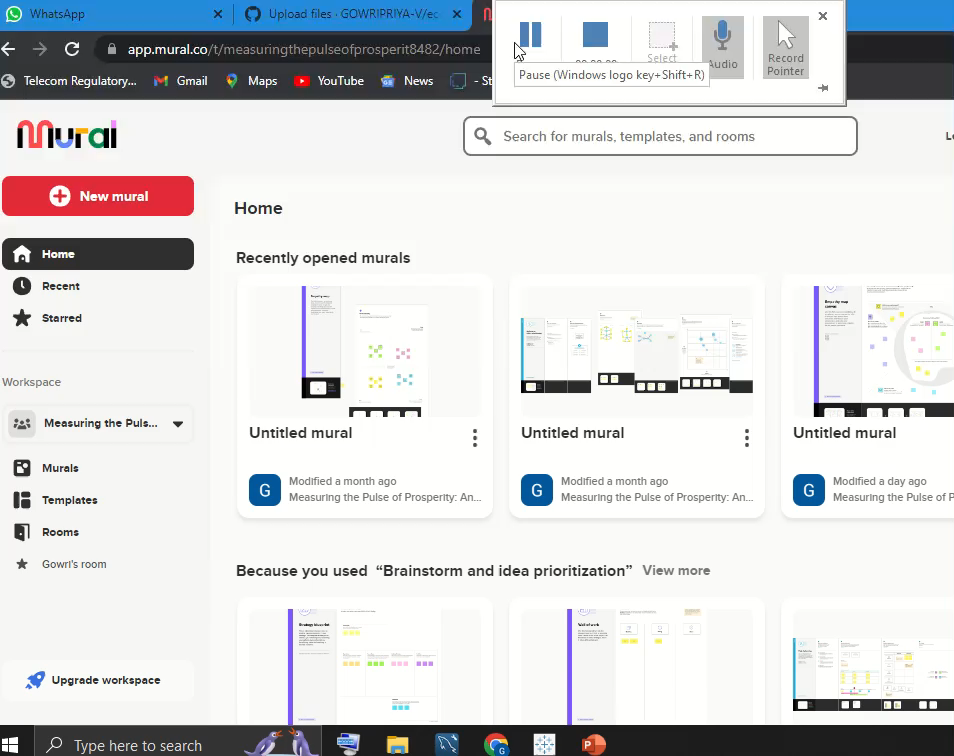 WhatsApp
Upload files · GOWRIPRIYA-V/ec
app.mural.co/t/measuringthepulseofprosperit8482/home
Telecom Regulatory...
Gmail
Maps
YouTube
News
- St
Select
Audio
Record
Pointer
Pause (Windows logo key+Shift+R)
Mural
Search for murals, templates, and rooms
New mural
Home
Home
Recent
Starred
Recently opened murals
Untitled mural
Modified a month ago
Measuring the Pulse of Prosperity: An...
Untitled mural
Modified a month ago
Measuring the Pulse of Prosperity: An...
Untitled mural
Modified a day ago
Measuring the Pulse of P
Workspace
Measuring the Puls...
Murals
Templates
Rooms
Gowri's room
Because you used “Brainstorm and idea prioritization”
View more
Strategy blueprint
Wall of work
Upgrade workspace
Type here to search